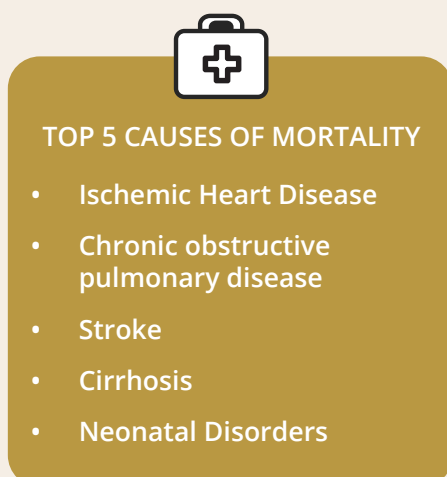 TOP 5 CAUSES OF MORTALITY
• Ischemic Heart Disease
• Chronic obstructive
pulmonary disease
• Stroke
• Cirrhosis
• Neonatal Disorders